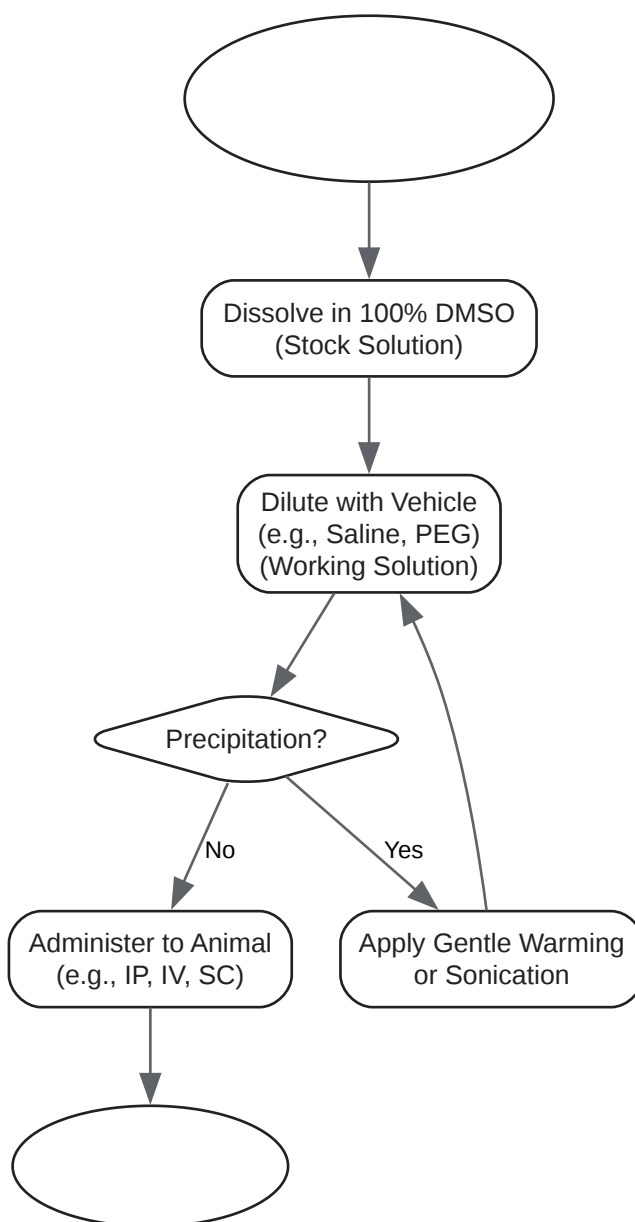 Dissolve in 100% DMSO
(Stock Solution)
Dilute with Vehicle
(e.g., Saline, PEG)
(Working Solution)
Precipitation?
No
Yes
Administer to Animal
(e.g., IP, IV, SC)
Apply Gentle Warming
or Sonication